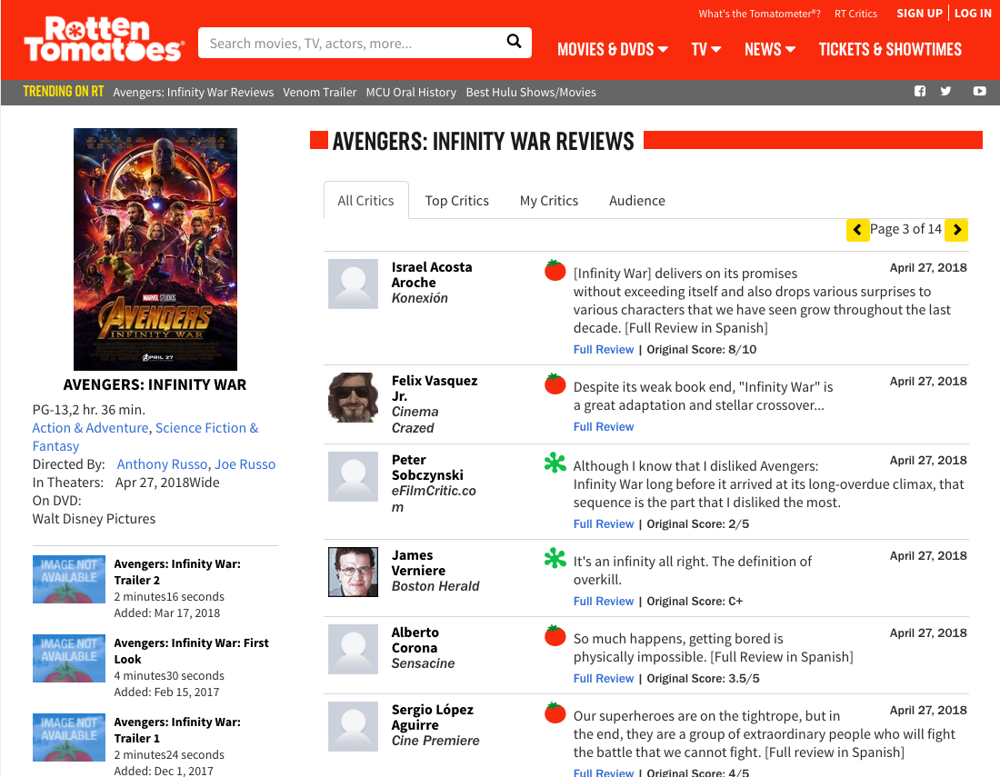 What's the Tomatometer®? RT Critics SIGN UP LOG IN
Rotten
Tomatoes
Search movies, TV, actors, more...
MOVIES & DVDS TV NEWS TICKETS & SHOWTIMES
TRENDING ON RT Avengers: Infinity War Reviews Venom Trailer MCU Oral History Best Hulu Shows/Movies
MARVEL STUDIOS
AVENGERS
INFINITY WAR
APRIL 27
AVENGERS: INFINITY WAR
PG-13,2 hr. 36 min.
Action & Adventure, Science Fiction &
Fantasy
Directed By: Anthony Russo, Joe Russo
In Theaters: Apr 27, 2018Wide
On DVD:
Walt Disney Pictures
IMAGE NOT
AVAILABLE
Avengers: Infinity War:
Trailer 2
2 minutes16 seconds
Added: Mar 17, 2018
IMAGE NOT
AVAILABLE
Avengers: Infinity War: First
Look
4 minutes30 seconds
Added: Feb 15, 2017
IMAGE NOT
AVAILABLE
Avengers: Infinity War:
Trailer 1
2 minutes24 seconds
Added: Dec 1, 2017
AVENGERS: INFINITY WAR REVIEWS
All Critics Top Critics My Critics Audience
Page 3 of 14
Israel Acosta
Aroche
Konexión
April 27, 2018
[Infinity War] delivers on its promises
without exceeding itself and also drops various surprises to
various characters that we have seen grow throughout the last
decade. [Full Review in Spanish]
Full Review | Original Score: 8/10
Felix Vasquez
Jr.
Cinema
Crazed
April 27, 2018
Despite its weak book end, "Infinity War" is
a great adaptation and stellar crossover...
Full Review
Peter
Sobczynski
eFilmCritic.co
m
April 27, 2018
Although I know that I disliked Avengers:
Infinity War long before it arrived at its long-overdue climax, that
sequence is the part that I disliked the most.
Full Review | Original Score: 2/5
James
Verniere
Boston Herald
April 27, 2018
It's an infinity all right. The definition of
overkill.
Full Review | Original Score: C+
Alberto
Corona
Sensacine
April 27, 2018
So much happens, getting bored is
physically impossible. [Full Review in Spanish]
Full Review | Original Score: 3.5/5
Sergio López
Aguirre
Cine Premiere
April 27, 2018
Our superheroes are on the tightrope, but in
the end, they are a group of extraordinary people who will fight
the battle that we cannot fight. [Full review in Spanish]
Full Review | Original Score: 4/5